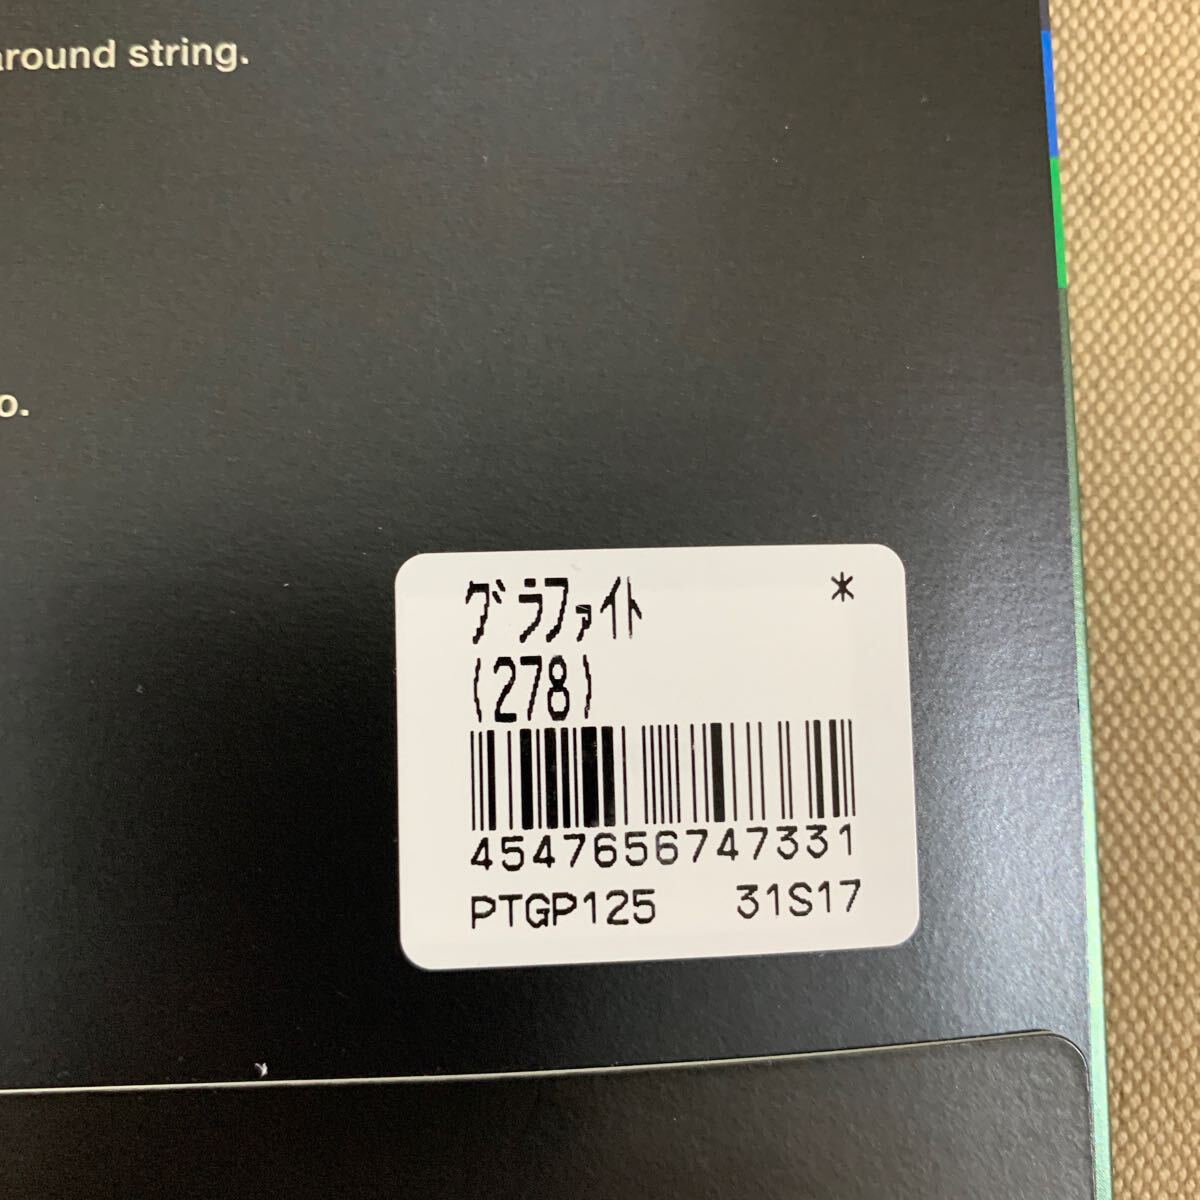 around string.
o.
グラファイト *
(278)
4547656747331
PTGP125 31S17